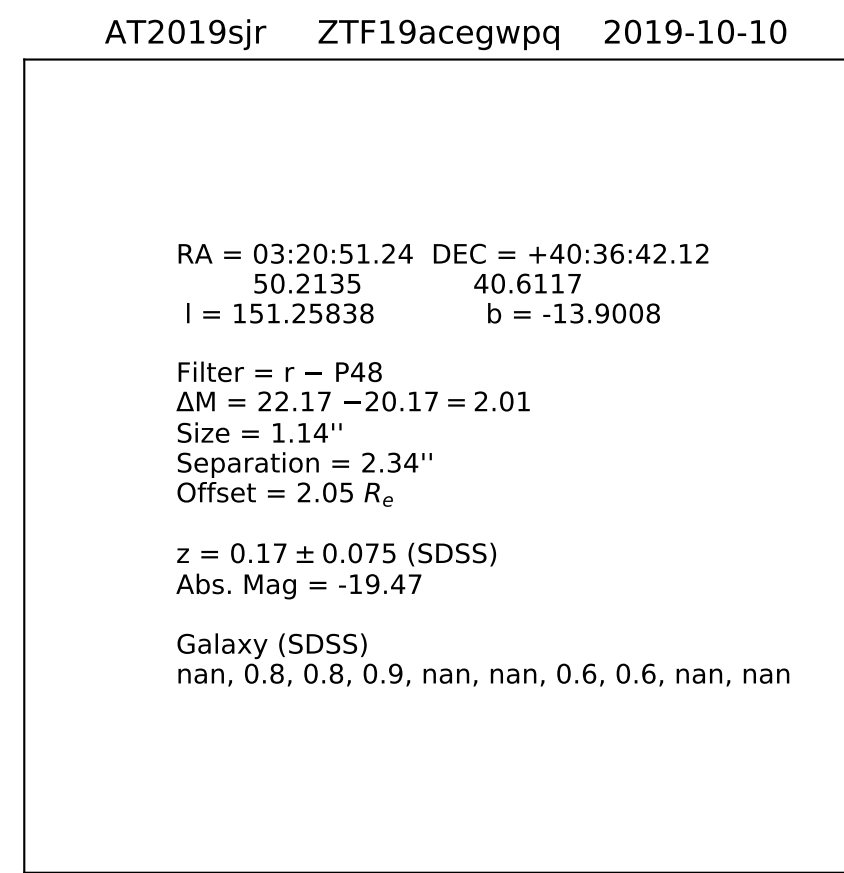 AT2019sjr ZTF19acegwpq 2019-10-10
RA = 03:20:51.24 DEC = +40:36:42.12
50.2135 40.6117
l = 151.25838 b = -13.9008
Filter = r − P48
ΔM = 22.17 −20.17 = 2.01
Size = 1.14''
Separation = 2.34''
Offset = 2.05 Re
z = 0.17 ± 0.075 (SDSS)
Abs. Mag = -19.47
Galaxy (SDSS)
nan, 0.8, 0.8, 0.9, nan, nan, 0.6, 0.6, nan, nan